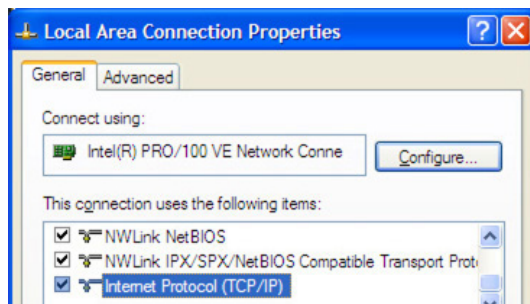 Local Area Connection Properties
General Advanced
Connect using:
Intel(R) PRO/100 VE Network Conne
Configure...
This connection uses the following items:
NWLink NetBIOS
NWLink IPX/SPX/NetBIOS Compatible Transport Prot
Internet Protocol (TCP/IP)